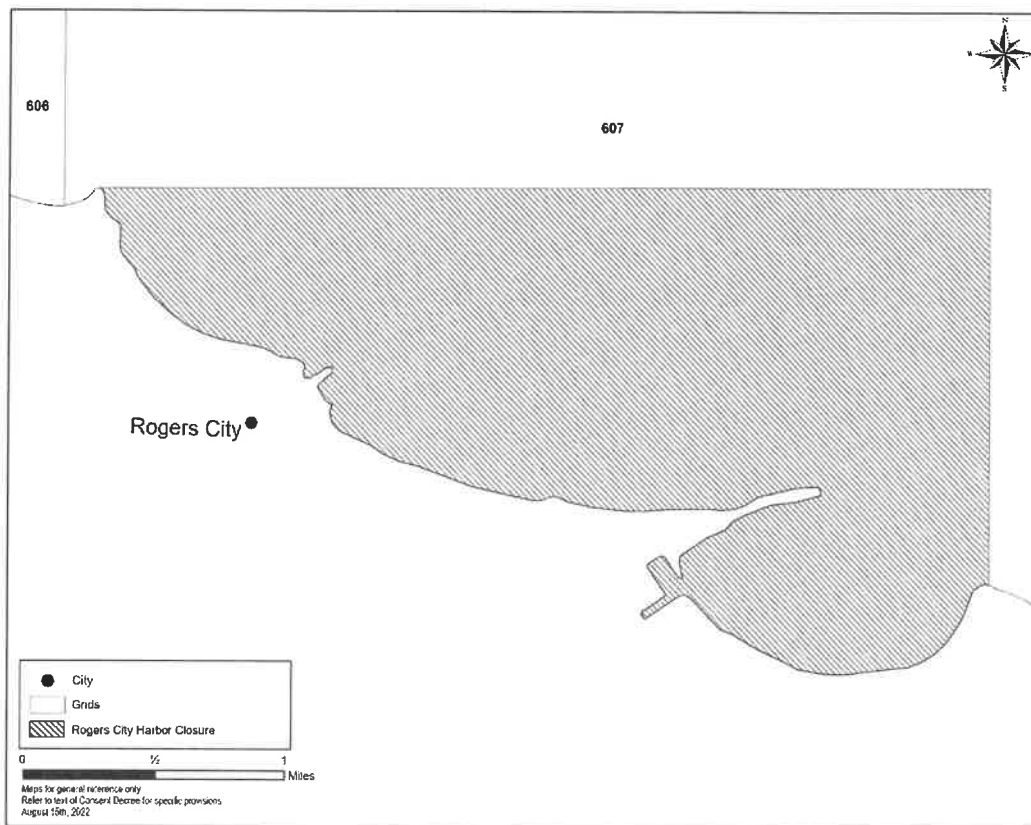 N
W
S
606
607
Rogers City
City
Grids
Rogers City Harbor Closure
0 ½ 1
Miles
Maps for general reference only
Refer to text of Consent Decree for specific provisions
August 15th, 2022